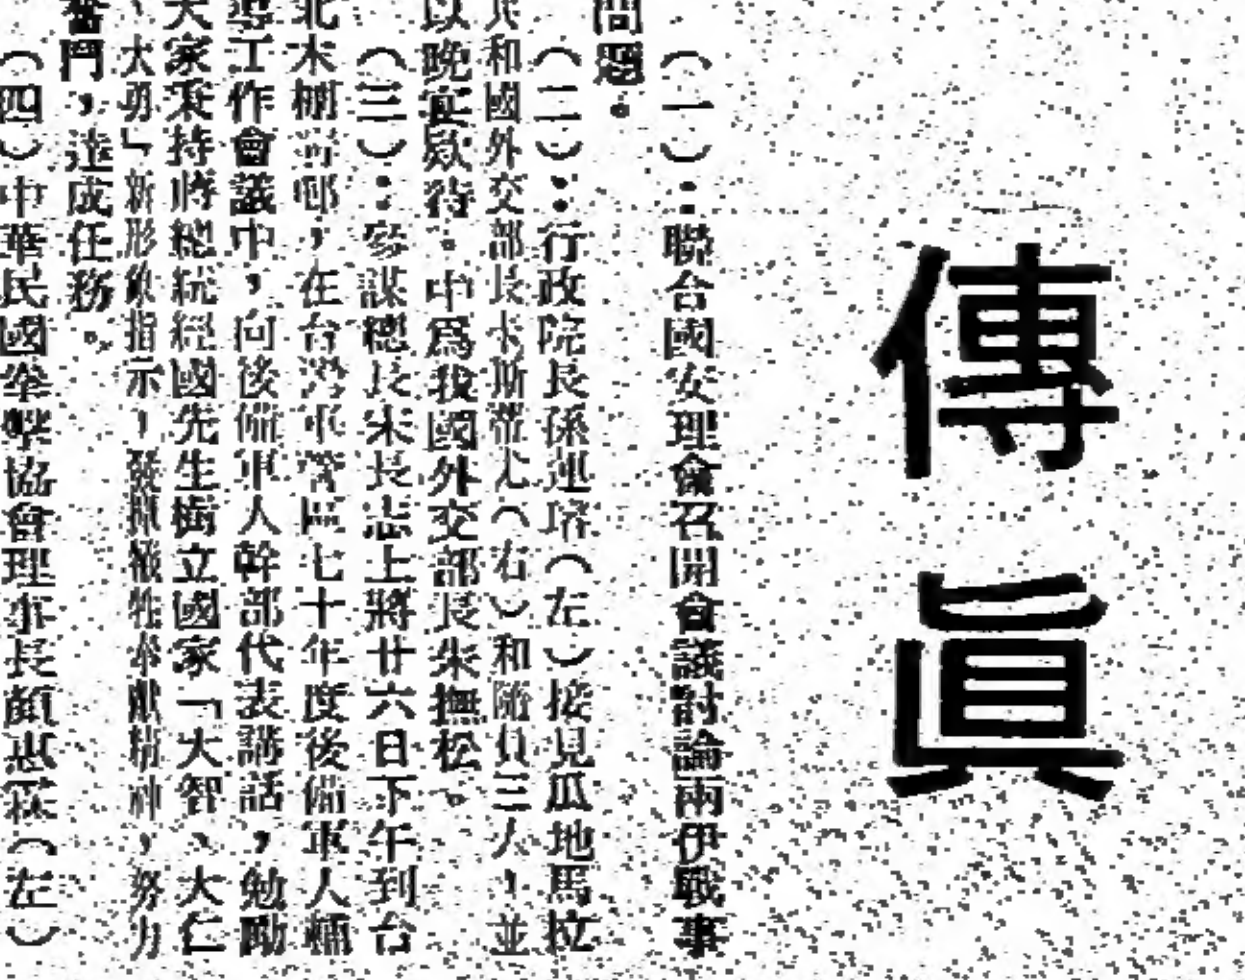 傳真
（一）：聯合國安理會召開會議討論兩伊戰事
問題。
（二）：行政院長孫運璿（左）接見瓜地馬拉
共和國外交部長卡斯蒂尤（右）和隨員三人，並
以晚宴款待。中為我國外交部長朱撫松。
（三）：參謀總長宋長志上將廿六日下午到台
北木柵營邨，在台灣軍管區七十年度後備軍人輔
導工作會議中，向後備軍人幹部代表講話，勉勵
大家秉持蔣總統經國先生樹立國家「大智、大仁
、大勇」新形象指示，發揮犧牲奉獻精神，努力
奮鬥，達成任務。
（四）中華民國拳擊協會理事長顏惠霖（左）